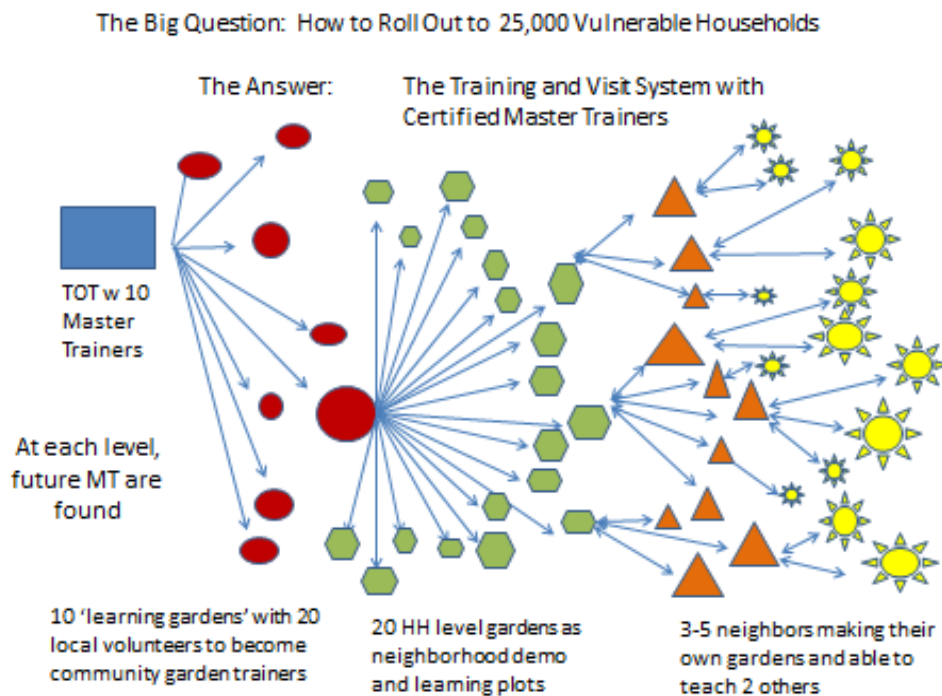 The Big Question: How to Roll Out to 25,000 Vulnerable Households
The Answer: The Training and Visit System with
Certified Master Trainers
TOT w 10
Master
Trainers
At each level,
future MT are
found
10 ‘learning gardens’ with 20
local volunteers to become
community garden trainers
20 HH level gardens as
neighborhood demo
and learning plots
3-5 neighbors making their
own gardens and able to
teach 2 others